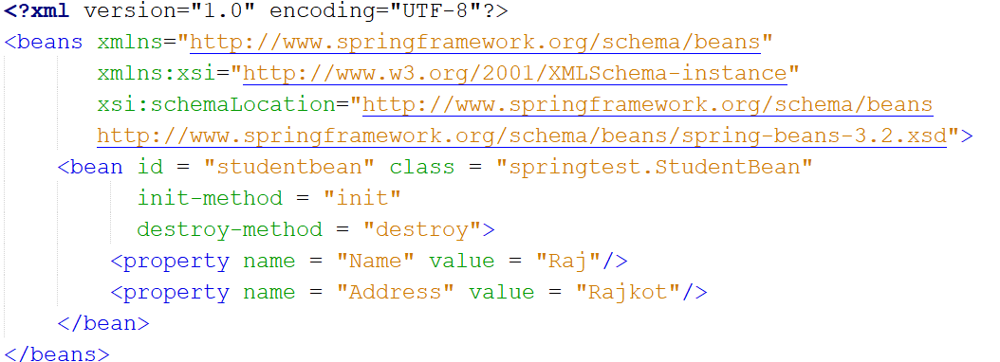 <?xml version="1.0" encoding="UTF-8"?>
<beans xmlns="http://www.springframework.org/schema/beans"
xmlns:xsi="http://www.w3.org/2001/XMLSchema-instance"
xsi:schemaLocation="http://www.springframework.org/schema/beans
http://www.springframework.org/schema/beans/spring-beans-3.2.xsd">
<bean id = "studentbean" class = "springtest.StudentBean"
init-method = "init"
destroy-method = "destroy">
<property name = "Name" value = "Raj"/>
<property name = "Address" value = "Rajkot"/>
</bean>
</beans>